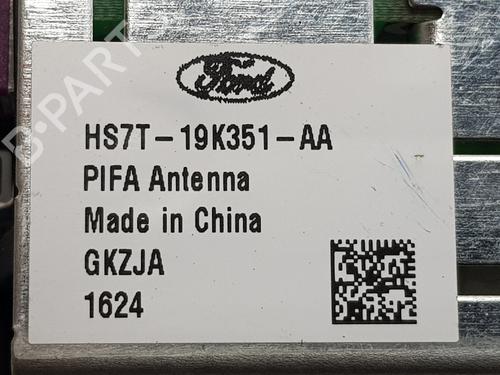 Ford
HS7T-19K351-AA
PIFA Antenna
Made in China
GKZJA
1624